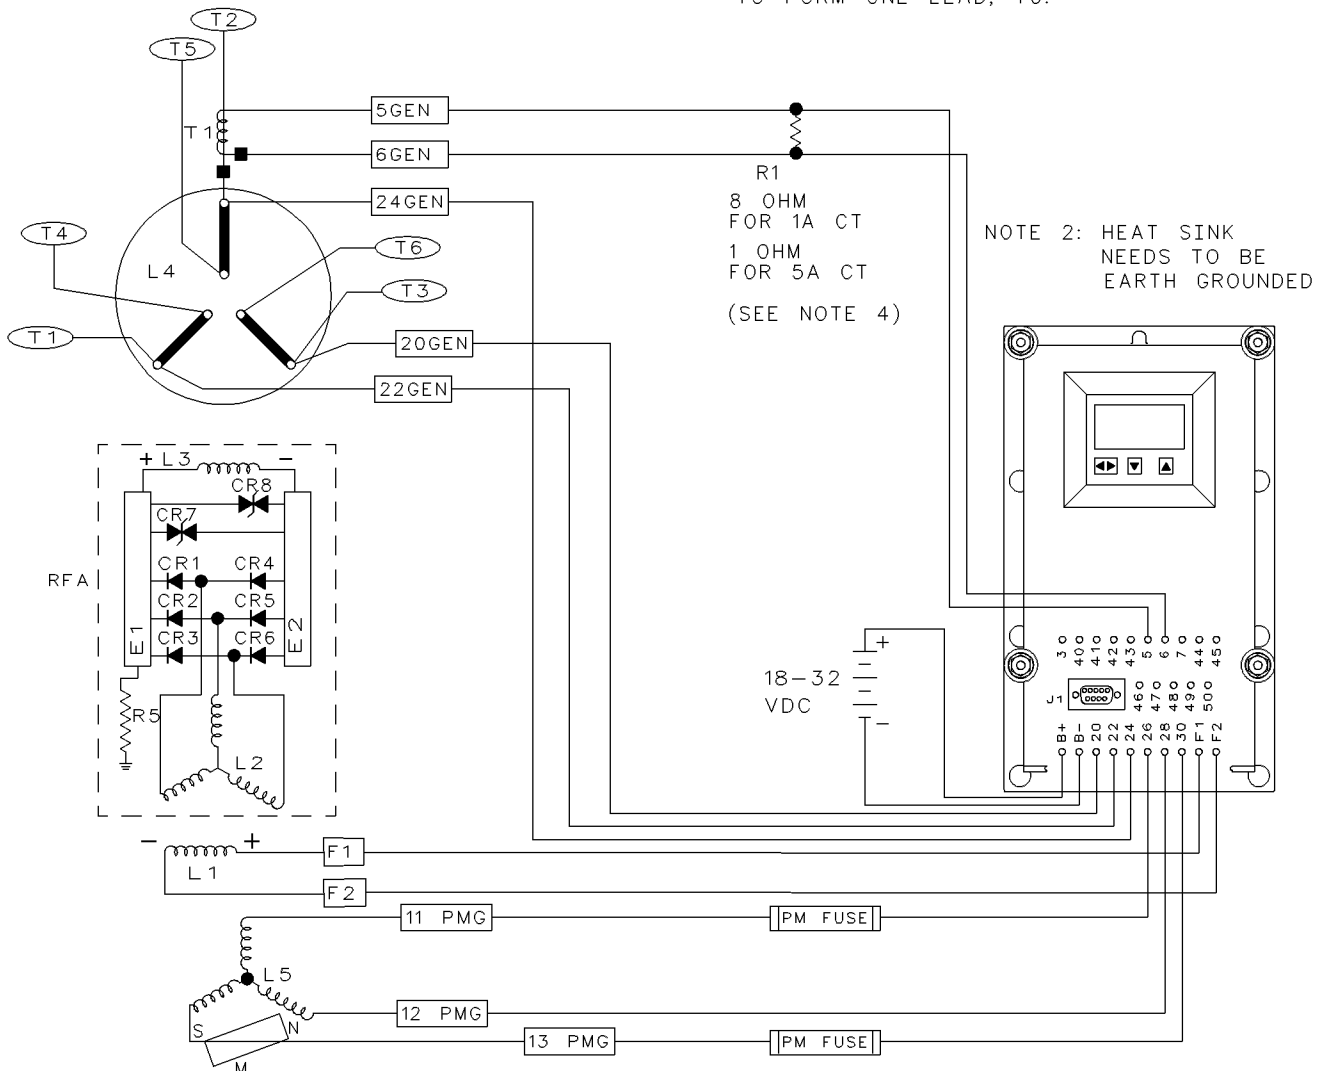 TO FORM ONE LEAD, T0.
T2
T5
5GEN
T1
6GEN
R1
8 OHM
FOR 1A CT
1 OHM
FOR 5A CT
(SEE NOTE 4)
24GEN
T4
T6
L4
T3
T1
20GEN
22GEN
NOTE 2: HEAT SINK
NEEDS TO BE
EARTH GROUNDED
+ L3 -
CR8
CR7
RFA
CR1 CR4
CR2 CR5
CR3 CR6
E1
E2
R5
L2
18-32
VDC
+
-
3 40 41 42 43 5 6 7 44 45
J1
46 47 48 49 50
B+ B- 20 22 24 26 28 30 F1 F2
- +
L1
F1
F2
11 PMG
PM FUSE
L5
12 PMG
S
N
13 PMG
PM FUSE
M